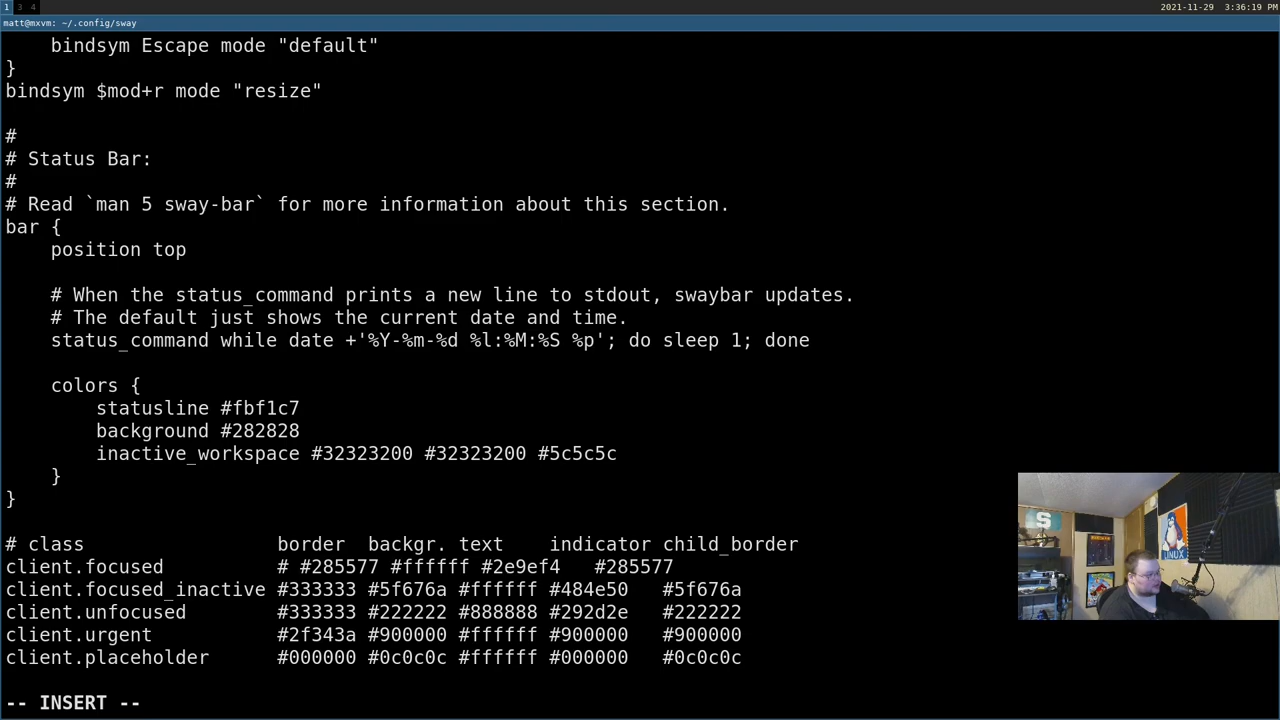 1 3 4 2021-11-29 3:36:19 PM
matt@mxvm: ~/.config/sway
    bindsym Escape mode "default"
}
bindsym $mod+r mode "resize"
#
# Status Bar:
#
# Read `man 5 sway-bar` for more information about this section.
bar {
    position top
    # When the status_command prints a new line to stdout, swaybar updates.
    # The default just shows the current date and time.
    status_command while date +'%Y-%m-%d %l:%M:%S %p'; do sleep 1; done
    colors {
        statusline #fbf1c7
        background #282828
        inactive_workspace #32323200 #32323200 #5c5c5c
    }
}
# class                 border  backgr. text    indicator child_border
client.focused          # #285577 #ffffff #2e9ef4   #285577
client.focused_inactive #333333 #5f676a #ffffff #484e50   #5f676a
client.unfocused        #333333 #222222 #888888 #292d2e   #222222
client.urgent           #2f343a #900000 #ffffff #900000   #900000
client.placeholder      #000000 #0c0c0c #ffffff #000000   #0c0c0c
S
LINUX
-- INSERT --